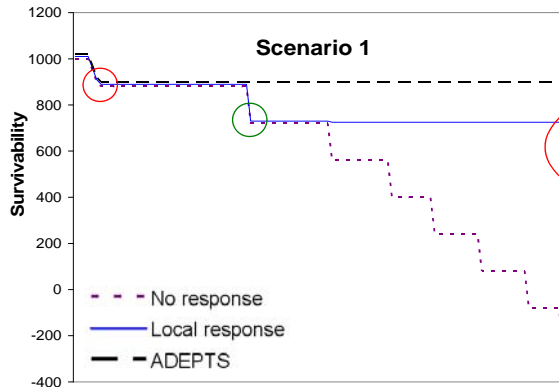 Scenario 1
Survivability
1200
1000
800
600
400
200
0
-200
-400
No response
Local response
ADEPTS